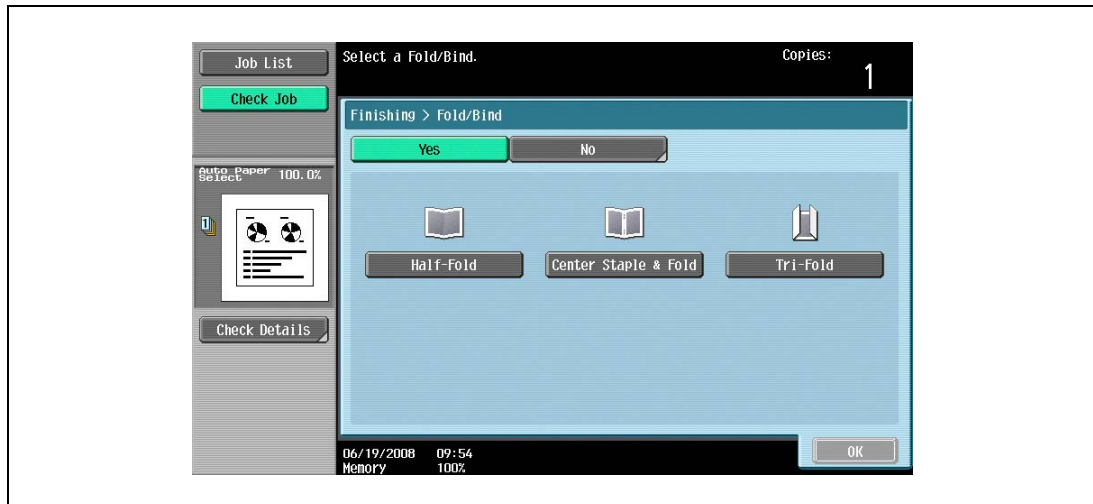 Job List
Check Job
Select a Fold/Bind.
Copies:
1
Finishing > Fold/Bind
Yes
No
Auto Paper
Select
100.0%
1
Half-Fold
Center Staple & Fold
Tri-Fold
Check Details
06/19/2008 09:54
Memory 100%
OK